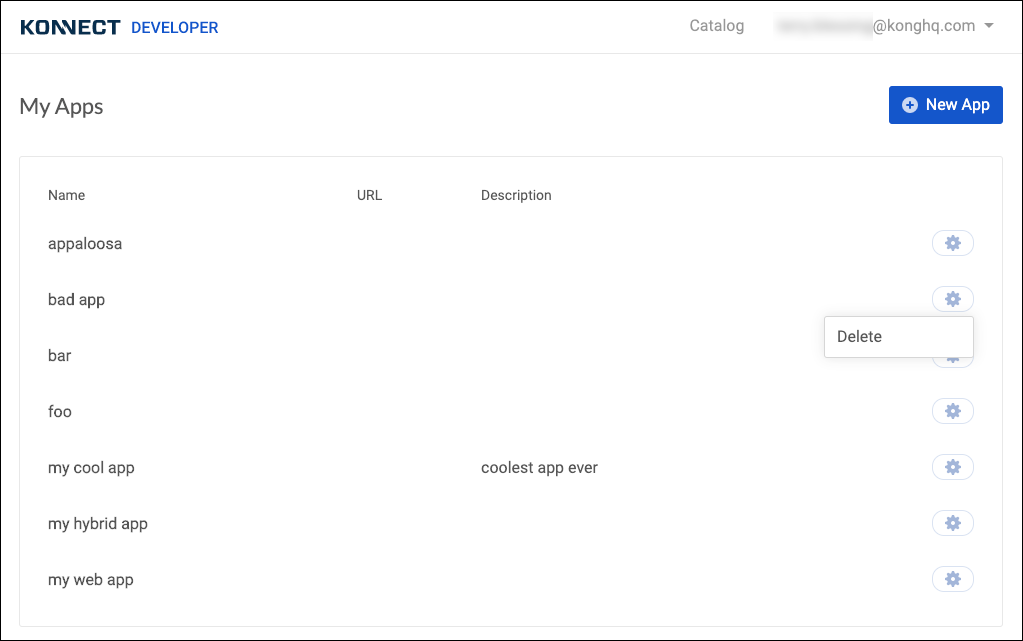 KONNECT DEVELOPER Catalog @konghq.com
My Apps New App
Name URL Description
appaloosa
bad app
Delete
bar
foo
my cool app coolest app ever
my hybrid app
my web app